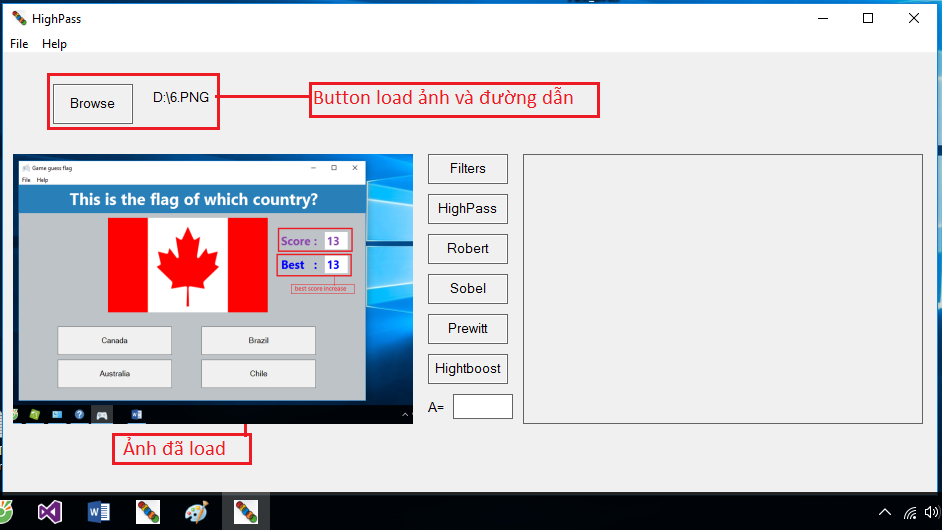 HighPass
File Help
Browse D:\6.PNG Button load ảnh và đường dẫn
Game guess flag
File Help
This is the flag of which country?
Score : 13
Best : 13
best score increase
Canada Brazil
Australia Chile
Filters
HighPass
Robert
Sobel
Prewitt
Hightboost
A=
Ảnh đã load